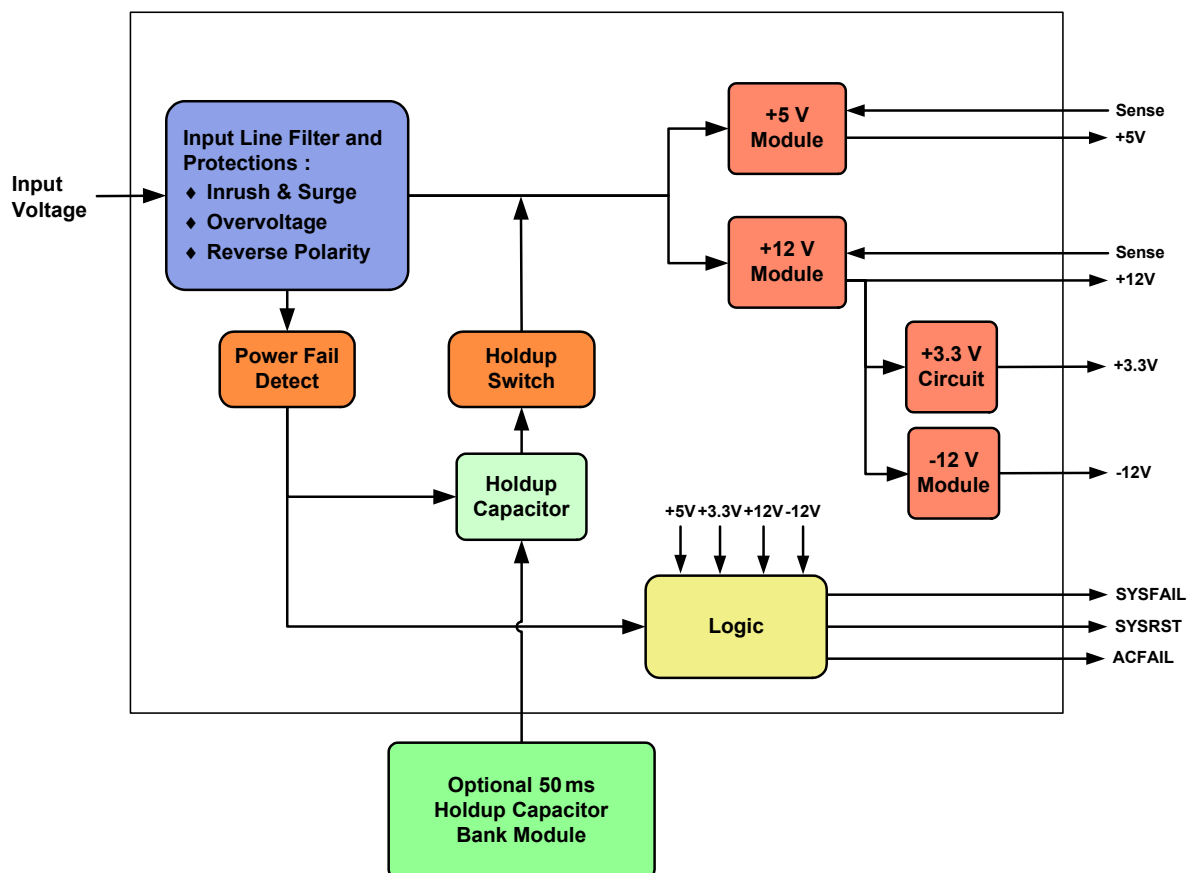 Input
Voltage
Input Line Filter and
Protections :
♦ Inrush & Surge
♦ Overvoltage
♦ Reverse Polarity
+5 V
Module
Sense
+5V
+12 V
Module
Sense
+12V
Power Fail
Detect
Holdup
Switch
+3.3 V
Circuit
+3.3V
Holdup
Capacitor
-12 V
Module
-12V
+5V +3.3V +12V -12V
Logic
SYSFAIL
SYSRST
ACFAIL
Optional 50 ms
Holdup Capacitor
Bank Module